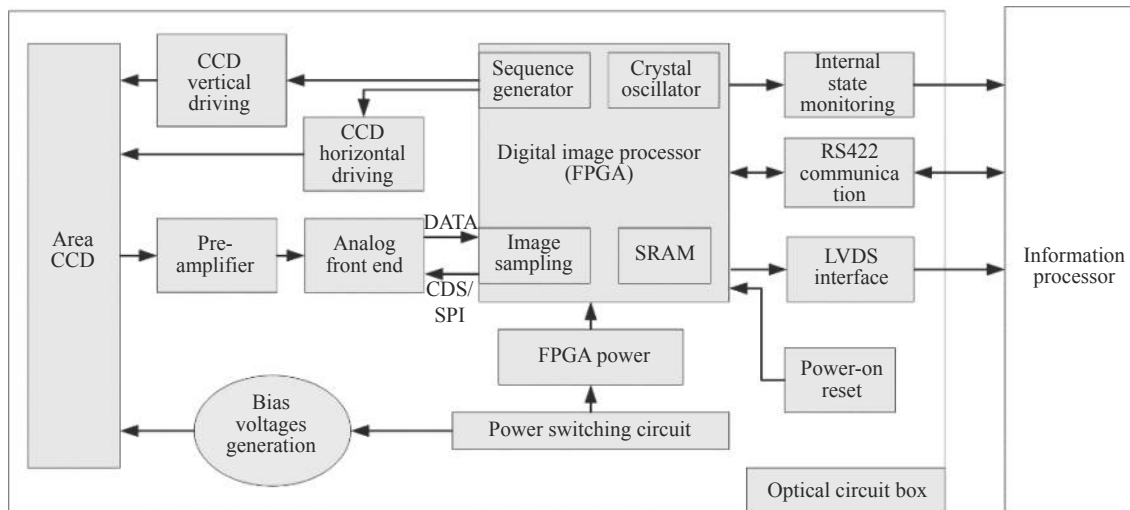 CCD
vertical
driving
Sequence
generator
Crystal
oscillator
Internal
state
monitoring
CCD
horizontal
driving
Digital image processor
(FPGA)
RS422
communica
tion
Area
CCD
Pre-
amplifier
Analog
front end
DATA
CDS/
SPI
Image
sampling
SRAM
LVDS
interface
Information
processor
FPGA power
Power-on
reset
Bias
voltages
generation
Power switching circuit
Optical circuit box